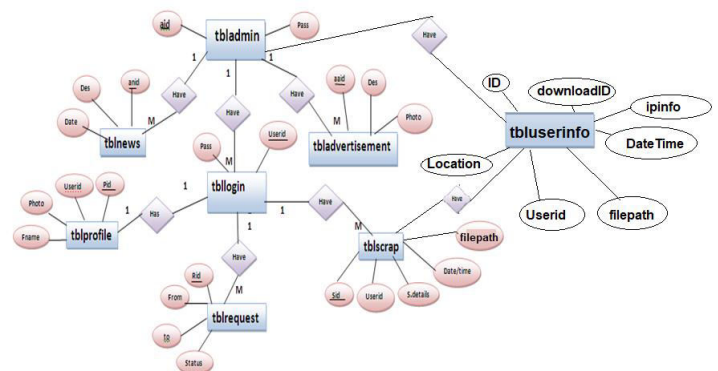 aid
tbladmin
Pass
Have
1
1
1
Have
Have
Have
Des
anid
Date
M
tblnews
aaid
Des
Photo
M
tbladvertisement
ID
downloadID
ipinfo
tbluserinfo
DateTime
Location
Userid
filepath
Pass
Userid
M
tbllogin
Photo
Userid
Pid
Fname
tblprofile
1
Has
1
1
1
1
Have
M
Have
tblscrap
filepath
Date/time
Sid
Userid
S.details
Have
M
Rid
From
to
Status
tblrequest